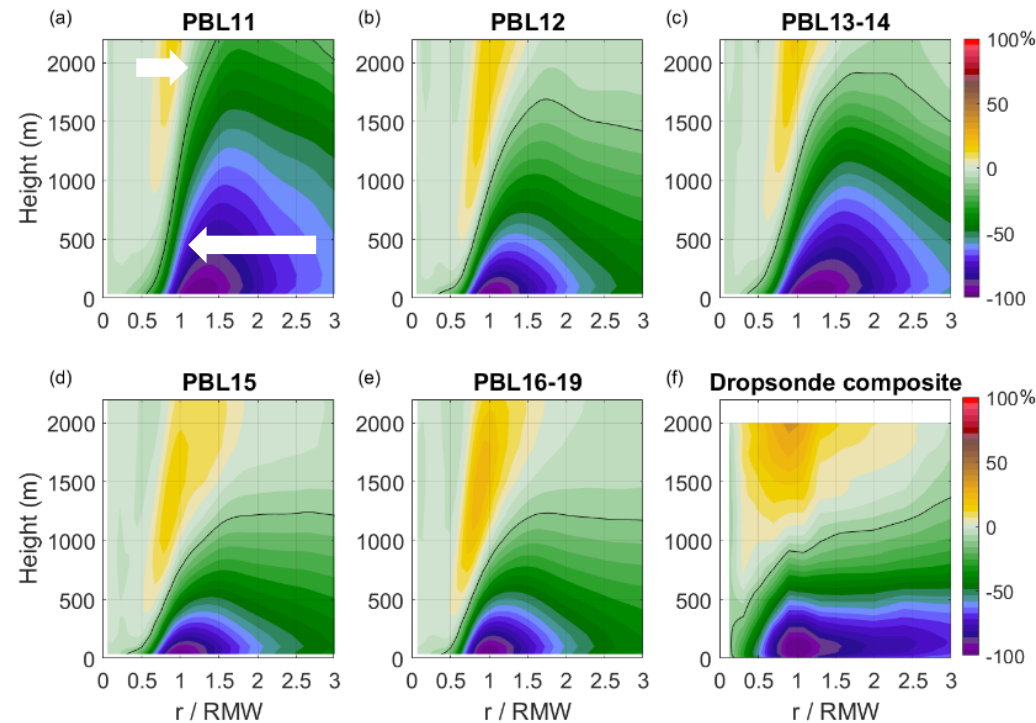 (a) PBL11
(b) PBL12
(c) PBL13-14
Height (m)
2000
1500
1000
500
0
0 0.5 1 1.5 2 2.5 3
0 0.5 1 1.5 2 2.5 3
0 0.5 1 1.5 2 2.5 3
100%
50
0
-50
-100
(d) PBL15
(e) PBL16-19
(f) Dropsonde composite
Height (m)
2000
1500
1000
500
0
2000
1500
1000
500
0
2000
1500
1000
500
0
2000
1500
1000
500
0
2000
1500
1000
500
0
0 0.5 1 1.5 2 2.5 3
0 0.5 1 1.5 2 2.5 3
0 0.5 1 1.5 2 2.5 3
100%
50
0
-50
-100
r / RMW
r / RMW
r / RMW